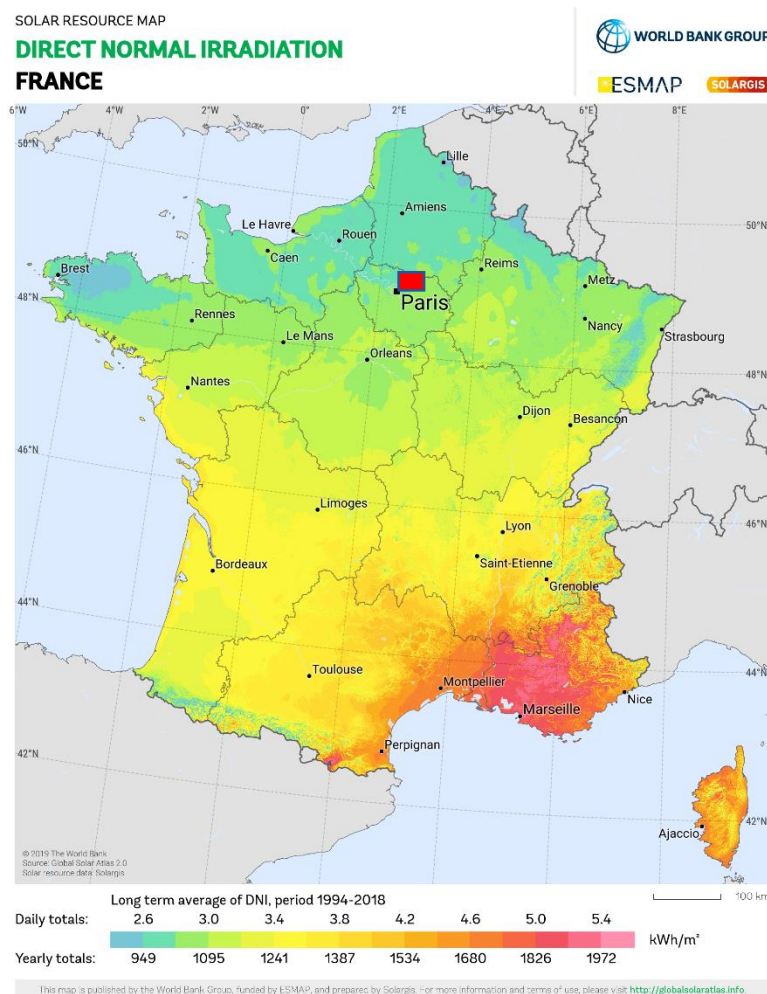 SOLAR RESOURCE MAP
DIRECT NORMAL IRRADIATION
FRANCE
WORLD BANK GROUP
ESMAP
SOLARGIS
6°W 4°W 2°W 0° 2°E 4°E 6°E 8°E
50°N
50°N
48°N
48°N
46°N
46°N
44°N
44°N
42°N
42°N
Lille
Amiens
Le Havre
Rouen
Caen
Reims
Metz
Brest
Paris
Nancy
Strasbourg
Rennes
Le Mans
Orleans
Nantes
Dijon
Besancon
Limoges
Lyon
Saint-Etienne
Bordeaux
Grenoble
Toulouse
Montpellier
Nice
Marseille
Perpignan
Ajaccio
© 2019 The World Bank
Source: Global Solar Atlas 2.0
Solar resource data: Solargis
100 km
Long term average of DNI, period 1994-2018
Daily totals: 2.6 3.0 3.4 3.8 4.2 4.6 5.0 5.4
kWh/m²
Yearly totals: 949 1095 1241 1387 1534 1680 1826 1972
This map is published by the World Bank Group, funded by ESMAP, and prepared by Solargis. For more information and terms of use, please visit http://globalsolaratlas.info.